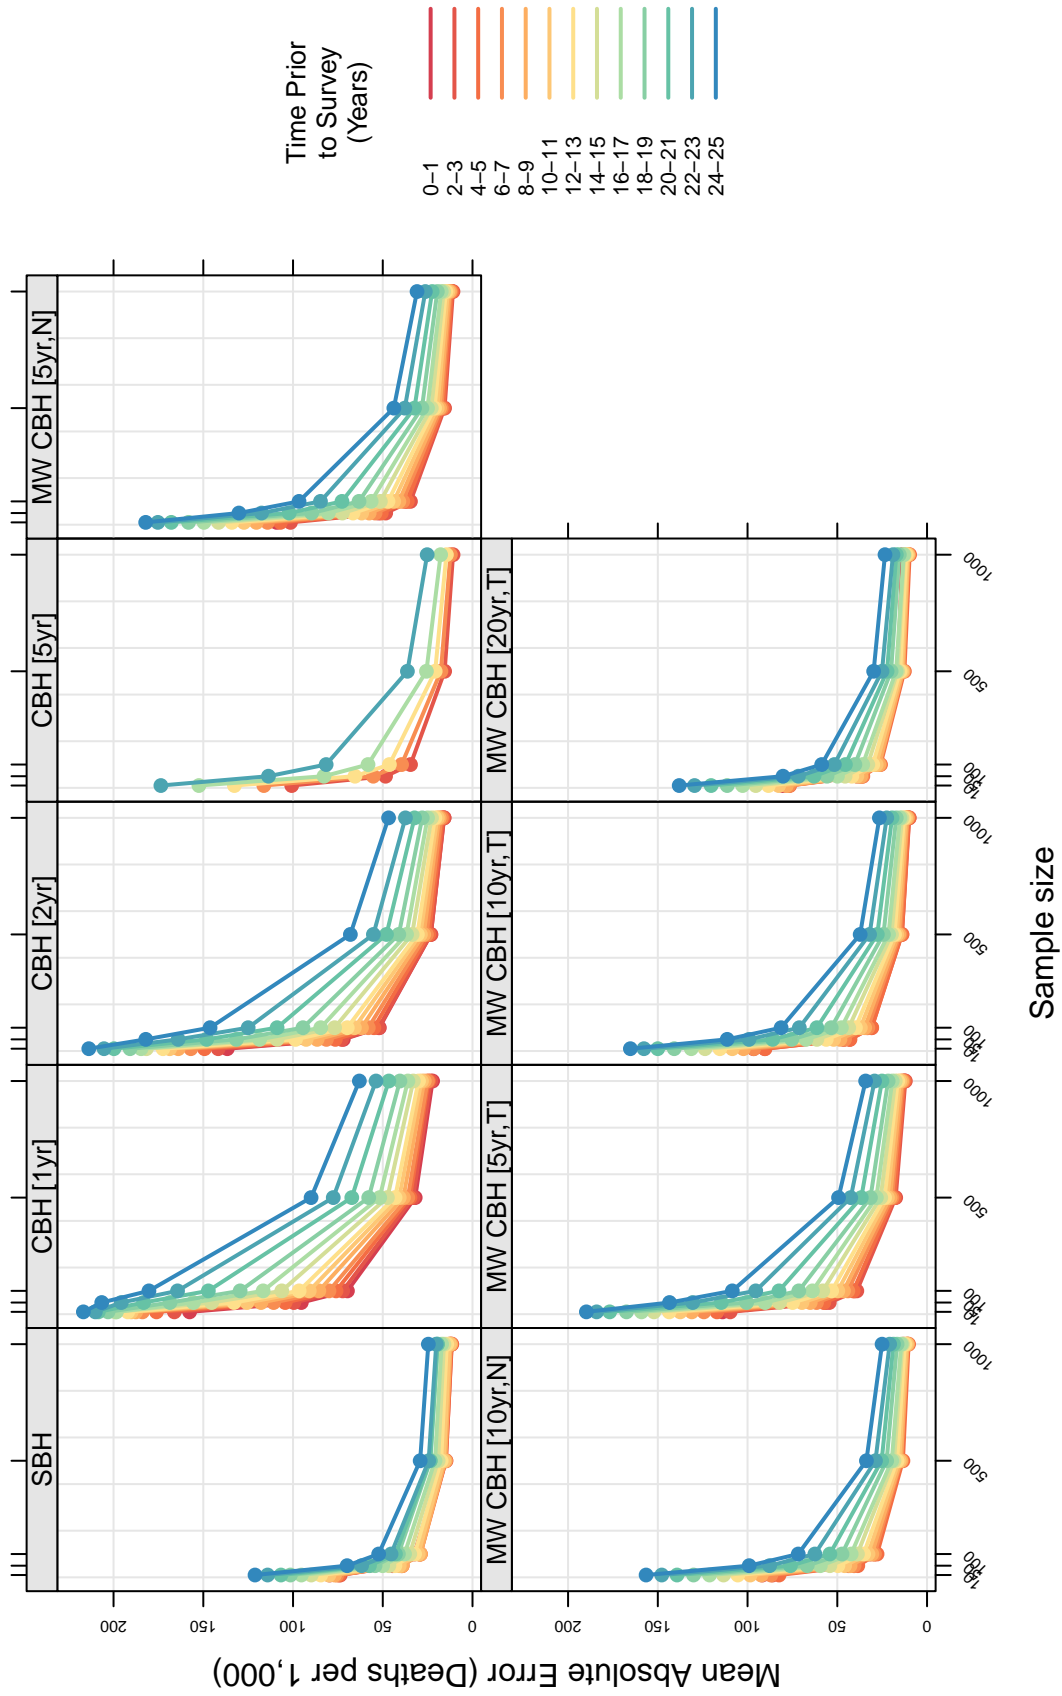 Time Prior
to Survey
(Years)
0–1
2–3
4–5
6–7
8–9
10–11
12–13
14–15
16–17
18–19
20–21
22–23
24–25
SBH
CBH [1yr]
CBH [2yr]
CBH [5yr]
MW CBH [5yr,N]
MW CBH [10yr,N]
MW CBH [5yr,T]
MW CBH [10yr,T]
MW CBH [20yr,T]
Mean Absolute Error (Deaths per 1,000)
200
150
100
50
0
200
150
100
50
0
500
1000
500
1000
500
1000
500
1000
Sample size